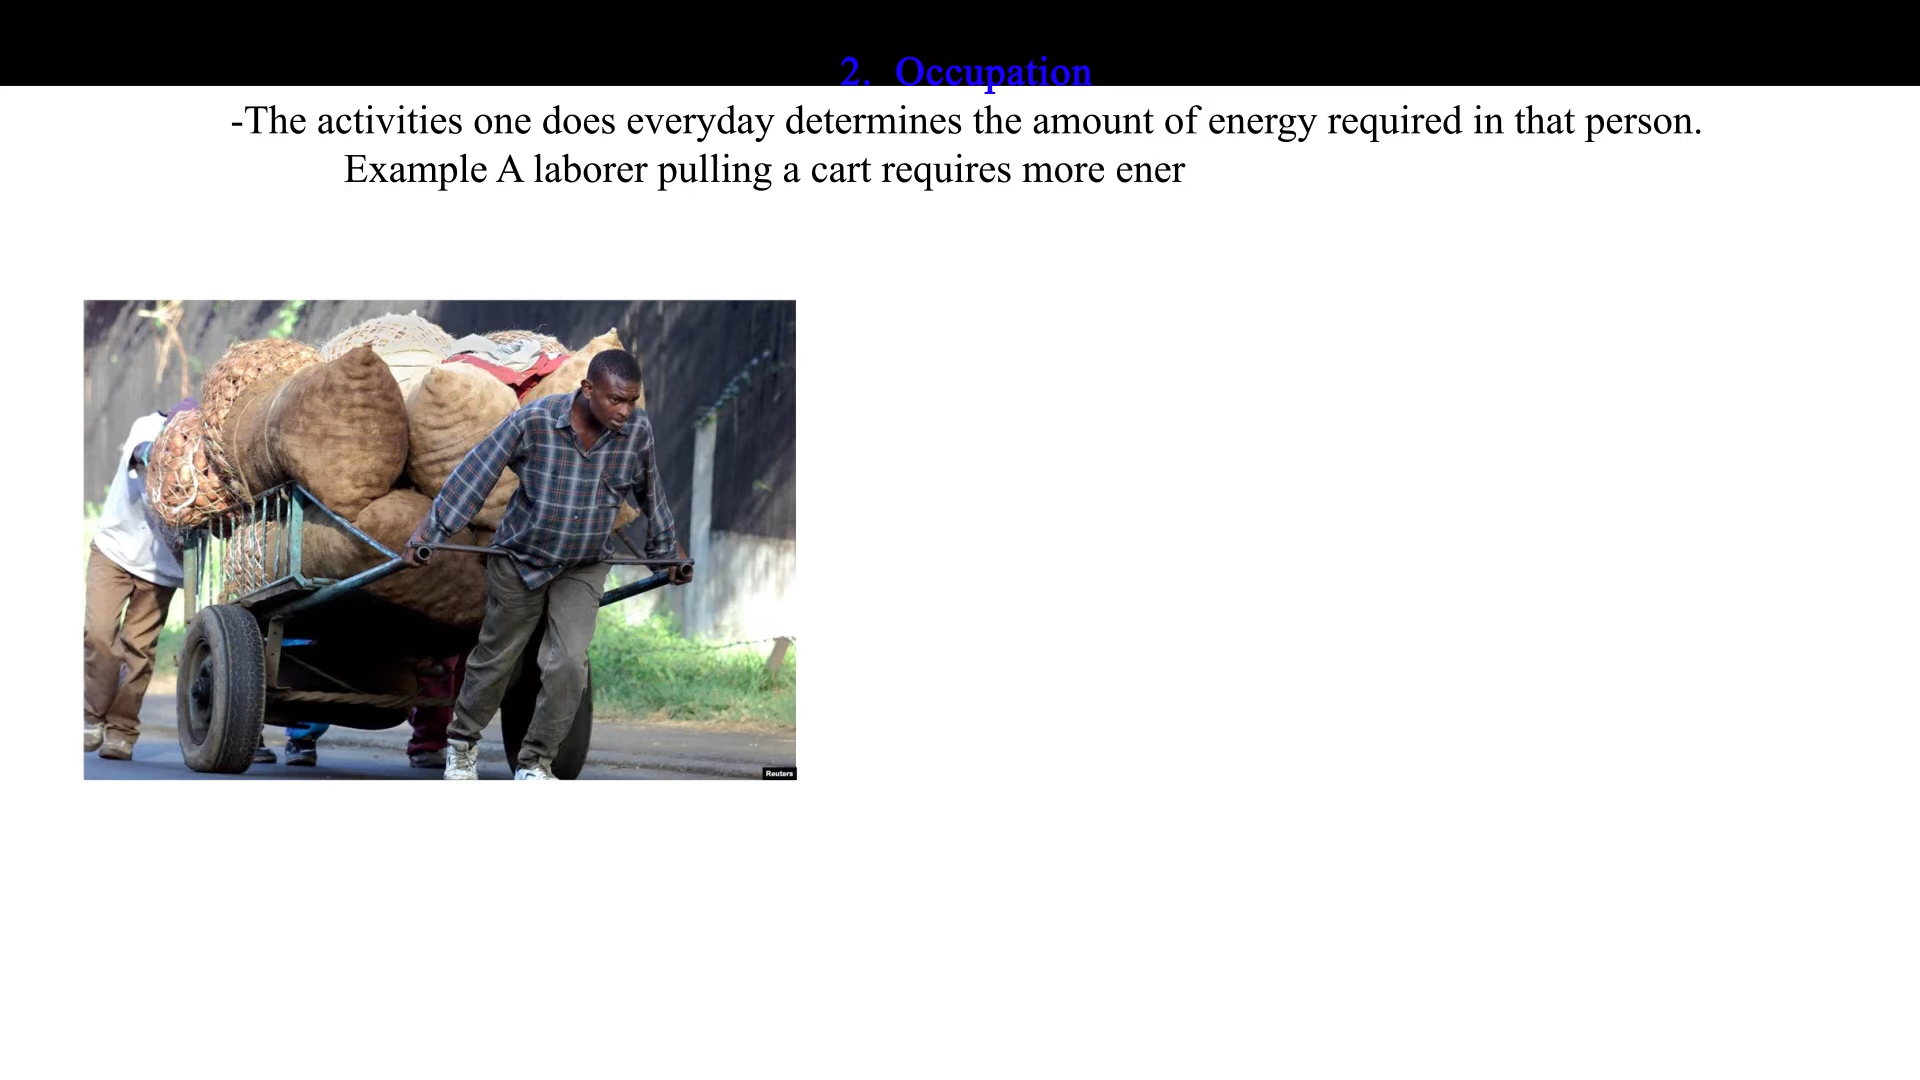 2. Occupation
-The activities one does everyday determines the amount of energy required in that person.
Example A laborer pulling a cart requires more ener
Reuters